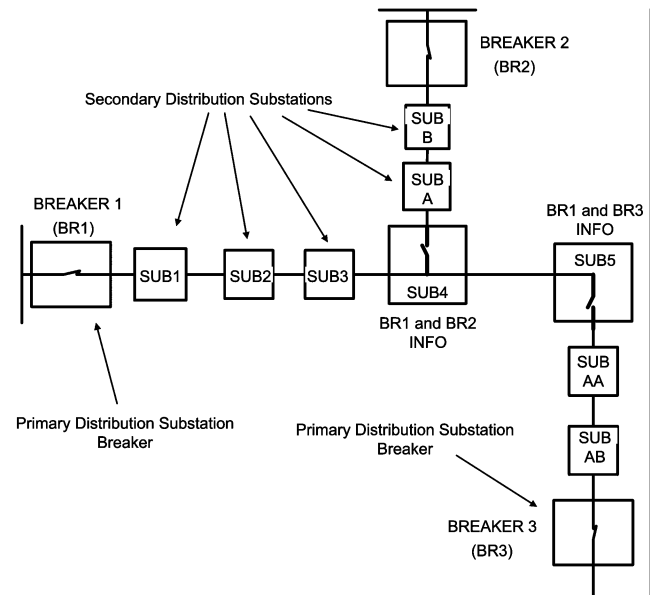 BREAKER 2
(BR2)
Secondary Distribution Substations
SUB
B
SUB
A
BREAKER 1
(BR1)
BR1 and BR3
INFO
SUB1
SUB2
SUB3
SUB4
SUB5
BR1 and BR2
INFO
SUB
AA
Primary Distribution Substation
Breaker
Primary Distribution Substation
Breaker
SUB
AB
BREAKER 3
(BR3)